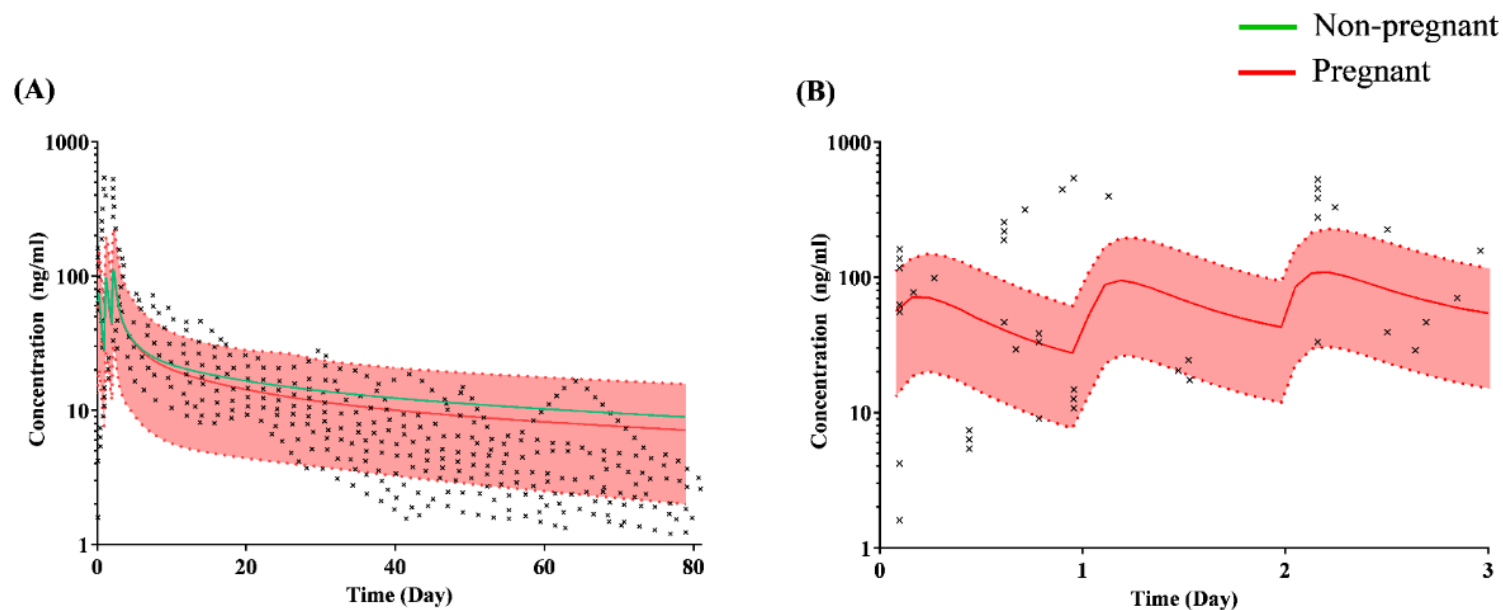 Non-pregnant
Pregnant
(A)
(B)
1000
100
10
1
Concentration (ng/ml)
0
20
40
60
80
Time (Day)
1000
100
10
1
Concentration (ng/ml)
0
1
2
3
Time (Day)